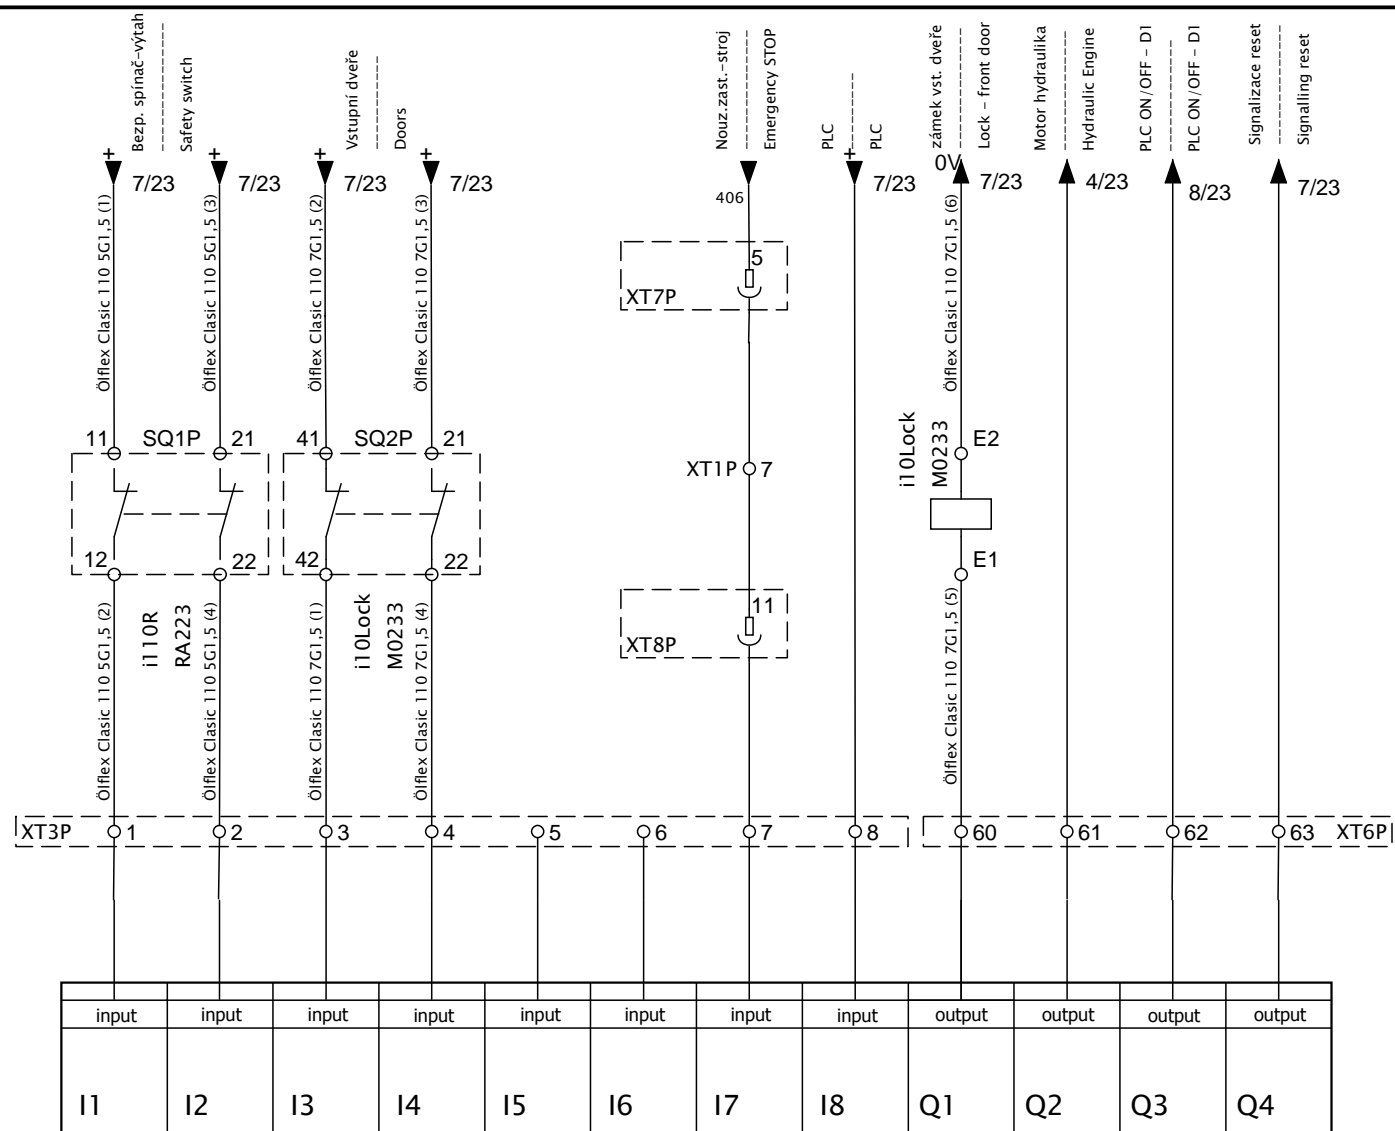 Bezp. spínač-výtah
Safety switch
Vstupní dveře
Doors
Nouz.zast.-stroj
Emergency STOP
PLC
PLC
zámek vst. dveře
Lock - front door
Motor hydraulika
Hydraulic Engine
PLC ON/OFF - D1
PLC ON/OFF - D1
Signalizace reset
Signalling reset
+
+
+
+
+
0V
7/23
7/23
7/23
7/23
7/23
7/23
4/23
8/23
7/23
406
Ölflex Clasic 110 5G1,5 (1)
Ölflex Clasic 110 5G1,5 (3)
Ölflex Clasic 110 7G1,5 (2)
Ölflex Clasic 110 7G1,5 (3)
Ölflex Clasic 110 7G1,5 (6)
5
XT7P
11 SQ1P 21
41 SQ2P 21
XT1P 7
i10Lock
M0233
E2
12 22
42 22
E1
i110R
RA223
i10Lock
M0233
11
XT8P
Ölflex Clasic 110 5G1,5 (2)
Ölflex Clasic 110 5G1,5 (4)
Ölflex Clasic 110 7G1,5 (1)
Ölflex Clasic 110 7G1,5 (4)
Ölflex Clasic 110 7G1,5 (5)
XT3P 1 2 3 4 5 6 7 8 60 61 62 63 XT6P
input input input input input input input input output output output output
I1 I2 I3 I4 I5 I6 I7 I8 Q1 Q2 Q3 Q4